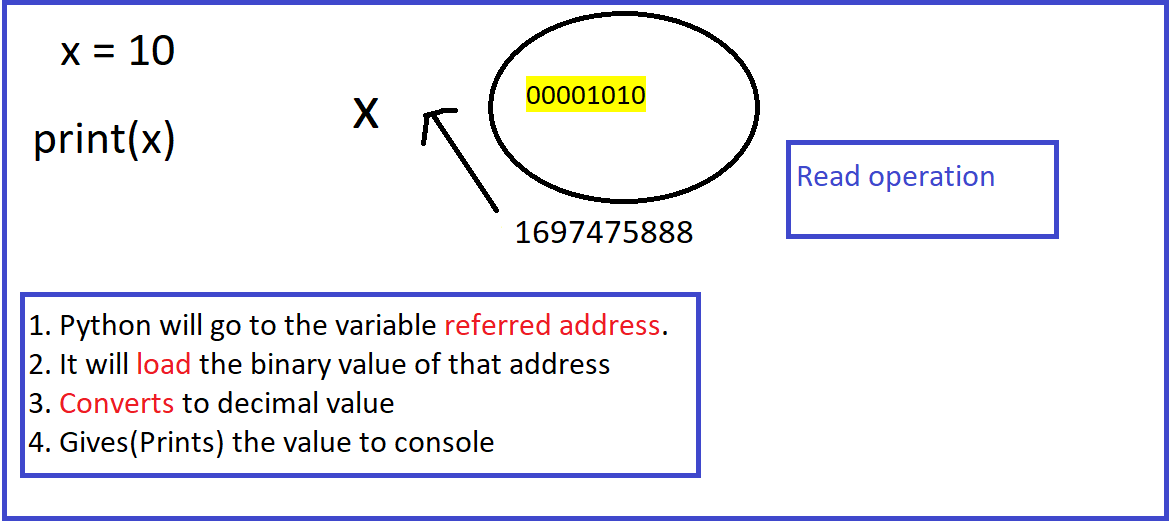 x = 10
print(x)
x
00001010
1697475888
Read operation
1. Python will go to the variable referred address.
2. It will load the binary value of that address
3. Converts to decimal value
4. Gives(Prints) the value to console